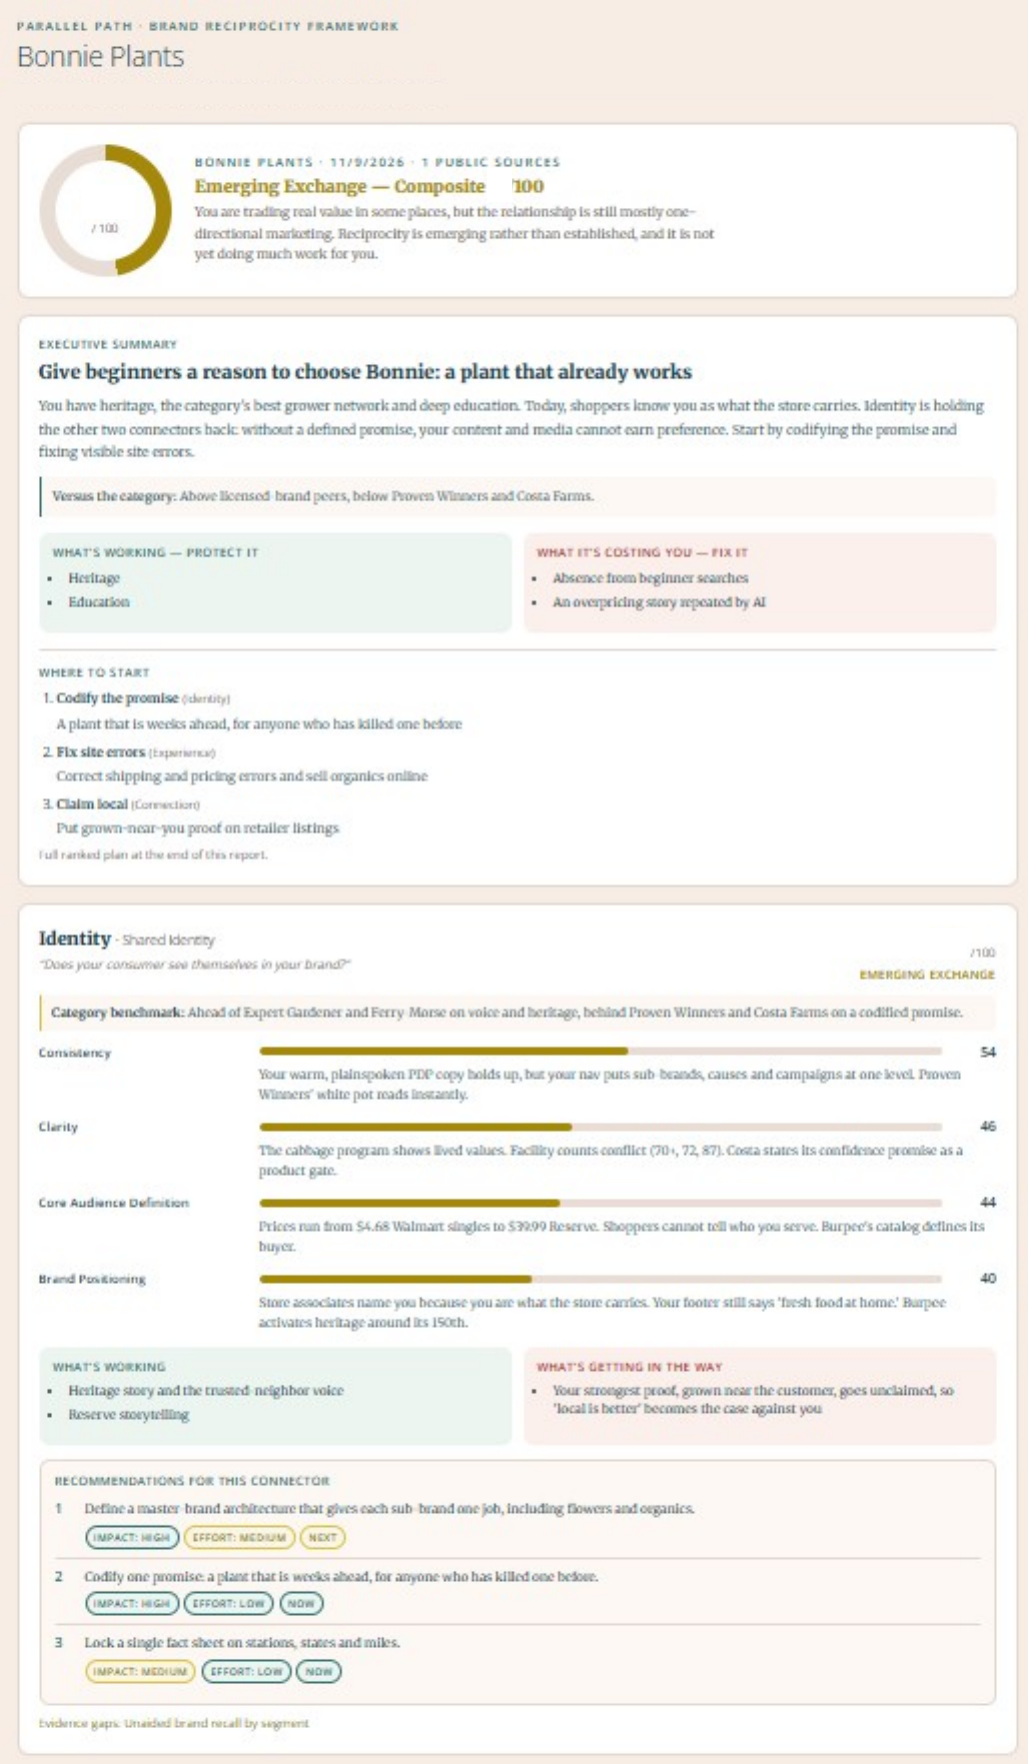 PARALLEL PATH · BRAND RECIPROCITY FRAMEWORK
Bonnie Plants
/ 100
BONNIE PLANTS · 11/9/2026 · 1 PUBLIC SOURCES
Emerging Exchange — Composite /100
You are trading real value in some places, but the relationship is still mostly one-
directional marketing. Reciprocity is emerging rather than established, and it is not
yet doing much work for you.
EXECUTIVE SUMMARY
Give beginners a reason to choose Bonnie: a plant that already works
You have heritage, the category's best grower network and deep education. Today, shoppers know you as what the store carries. Identity is holding
the other two connectors back: without a defined promise, your content and media cannot earn preference. Start by codifying the promise and
fixing visible site errors.
Versus the category: Above licensed-brand peers, below Proven Winners and Costa Farms.
WHAT'S WORKING — PROTECT IT
• Heritage
• Education
WHAT IT'S COSTING YOU — FIX IT
• Absence from beginner searches
• An overpricing story repeated by AI
WHERE TO START
1. Codify the promise (Identity)
A plant that is weeks ahead, for anyone who has killed one before
2. Fix site errors (Experience)
Correct shipping and pricing errors and sell organics online
3. Claim local (Connection)
Put grown-near-you proof on retailer listings
Full ranked plan at the end of this report.
Identity · Shared Identity
"Does your consumer see themselves in your brand?"
/100
EMERGING EXCHANGE
Category benchmark: Ahead of Expert Gardener and Ferry-Morse on voice and heritage, behind Proven Winners and Costa Farms on a codified promise.
Consistency 54
Your warm, plainspoken PDP copy holds up, but your nav puts sub-brands, causes and campaigns at one level. Proven
Winners' white pot reads instantly.
Clarity 46
The cabbage program shows lived values. Facility counts conflict (70+, 72, 87). Costa states its confidence promise as a
product gate.
Core Audience Definition 44
Prices run from $4.68 Walmart singles to $39.99 Reserve. Shoppers cannot tell who you serve. Burpee's catalog defines its
buyer.
Brand Positioning 40
Store associates name you because you are what the store carries. Your footer still says 'fresh food at home.' Burpee
activates heritage around its 150th.
WHAT'S WORKING
• Heritage story and the trusted-neighbor voice
• Reserve storytelling
WHAT'S GETTING IN THE WAY
• Your strongest proof, grown near the customer, goes unclaimed, so
'local is better' becomes the case against you
RECOMMENDATIONS FOR THIS CONNECTOR
1 Define a master-brand architecture that gives each sub-brand one job, including flowers and organics.
IMPACT: HIGH EFFORT: MEDIUM NEXT
2 Codify one promise: a plant that is weeks ahead, for anyone who has killed one before.
IMPACT: HIGH EFFORT: LOW NOW
3 Lock a single fact sheet on stations, states and miles.
IMPACT: MEDIUM EFFORT: LOW NOW
Evidence gaps: Unaided brand recall by segment